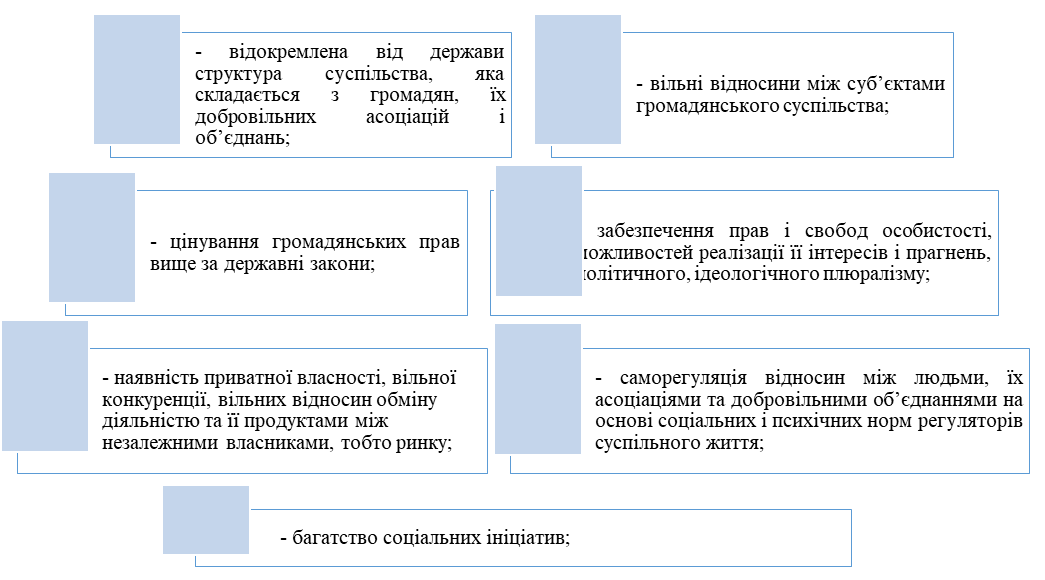 - відокремлена від держави
структура суспільства, яка
складається з громадян, їх
добровільних асоціацій і
об’єднань;
- вільні відносини між суб’єктами
громадянського суспільства;
- цінування громадянських прав
вище за державні закони;
забезпечення прав і свобод особистості,
реалізації її інтересів і прагнень,
ідеологічного плюралізму;
- наявність приватної власності, вільної
конкуренції, вільних відносин обміну
діяльністю та її продуктами між
незалежними власниками, тобто ринку;
- саморегуляція відносин між людьми, їх
асоціаціями та добровільними об’єднаннями на
основі соціальних і психічних норм регуляторів
суспільного життя;
- багатство соціальних ініціатив;